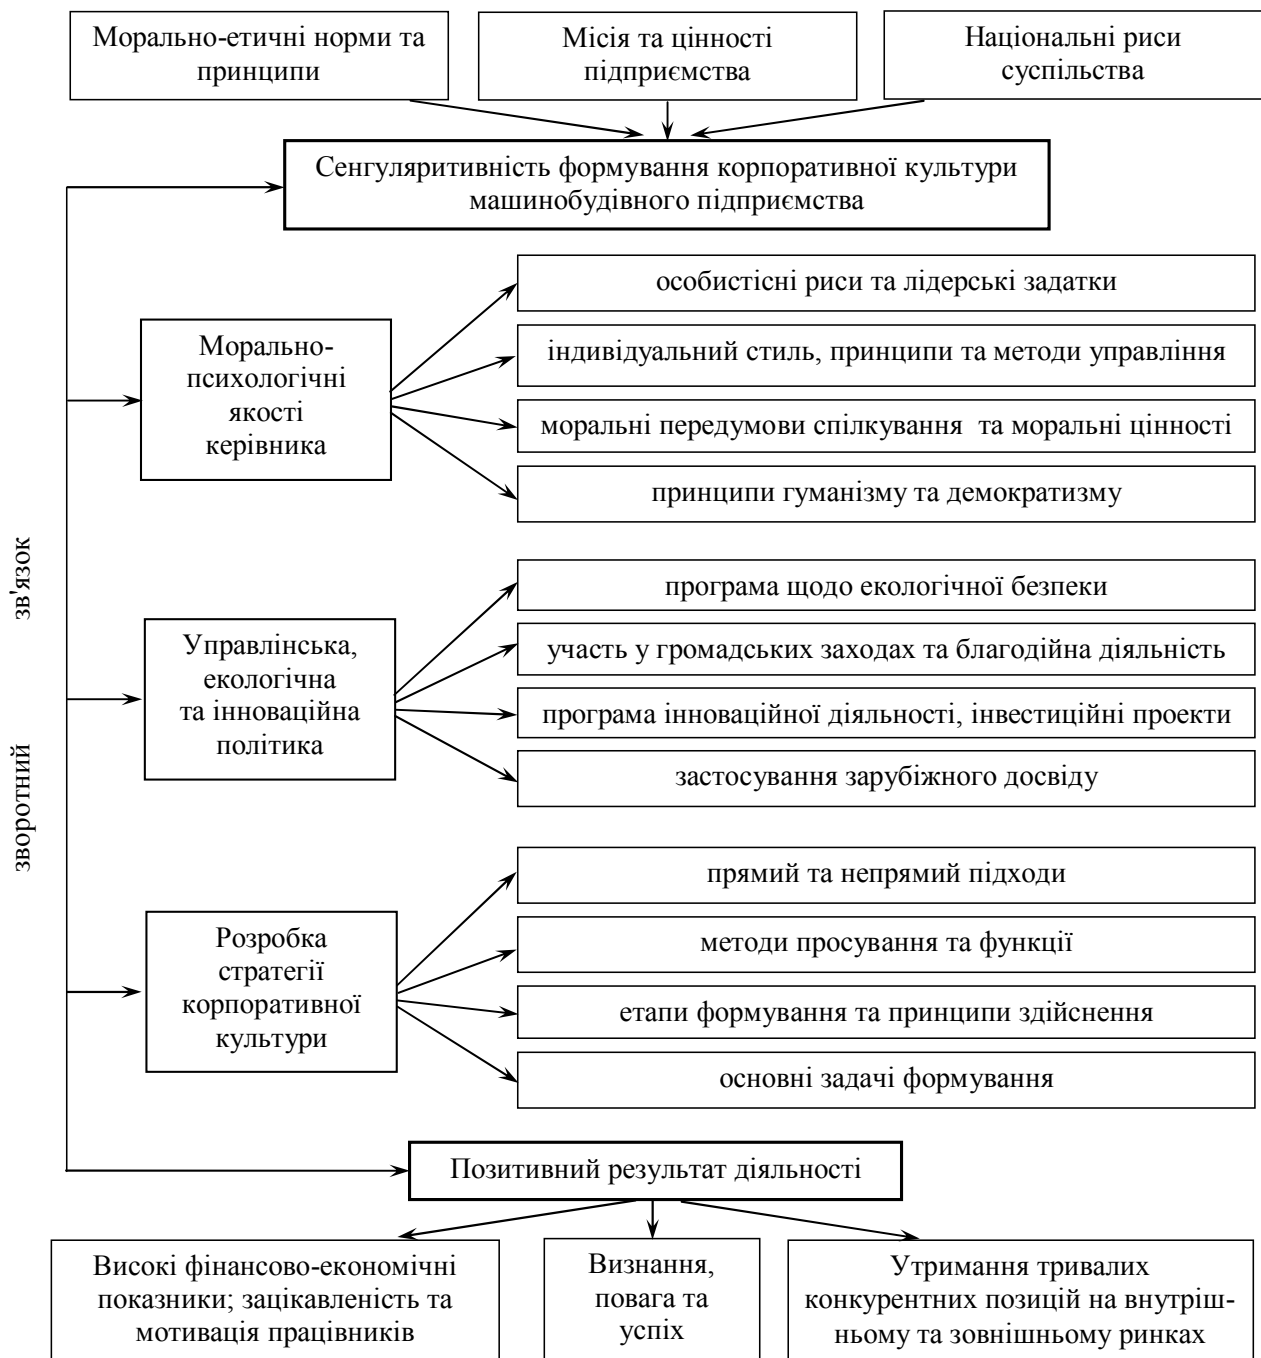 Морально-етичні норми та
принципи
Місія та цінності
підприємства
Національні риси
суспільства
Сенгуляритивність формування корпоративної культури
машинобудівного підприємства
особистісні риси та лідерські задатки
Морально-
психологічні
якості
керівника
індивідуальний стиль, принципи та методи управління
моральні передумови спілкування та моральні цінності
принципи гуманізму та демократизму
зворотний зв'язок
програма щодо екологічної безпеки
Управлінська,
екологічна
та інноваційна
політика
участь у громадських заходах та благодійна діяльність
програма інноваційної діяльності, інвестиційні проекти
застосування зарубіжного досвіду
прямий та непрямий підходи
Розробка
стратегії
корпоративної
культури
методи просування та функції
етапи формування та принципи здійснення
основні задачі формування
Позитивний результат діяльності
Високі фінансово-економічні
показники; зацікавленість та
мотивація працівників
Визнання,
повага та
успіх
Утримання тривалих
конкурентних позицій на внутріш-
ньому та зовнішньому ринках